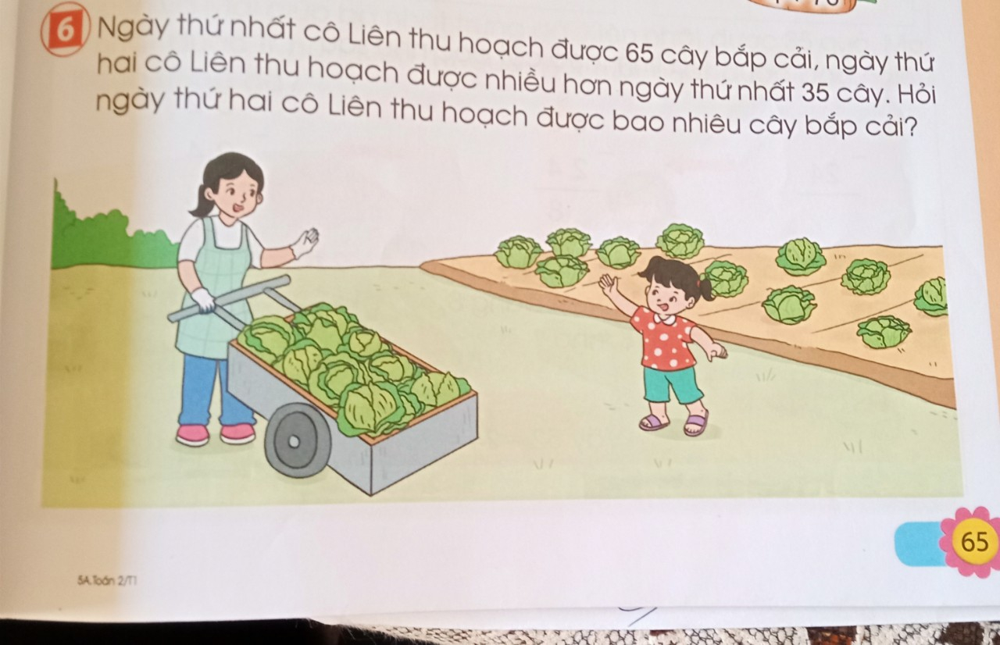 6 Ngày thứ nhất cô Liên thu hoạch được 65 cây bắp cải, ngày thứ
hai cô Liên thu hoạch được nhiều hơn ngày thứ nhất 35 cây. Hỏi
ngày thứ hai cô Liên thu hoạch được bao nhiêu cây bắp cải?
65
5A.Toán 2/T1